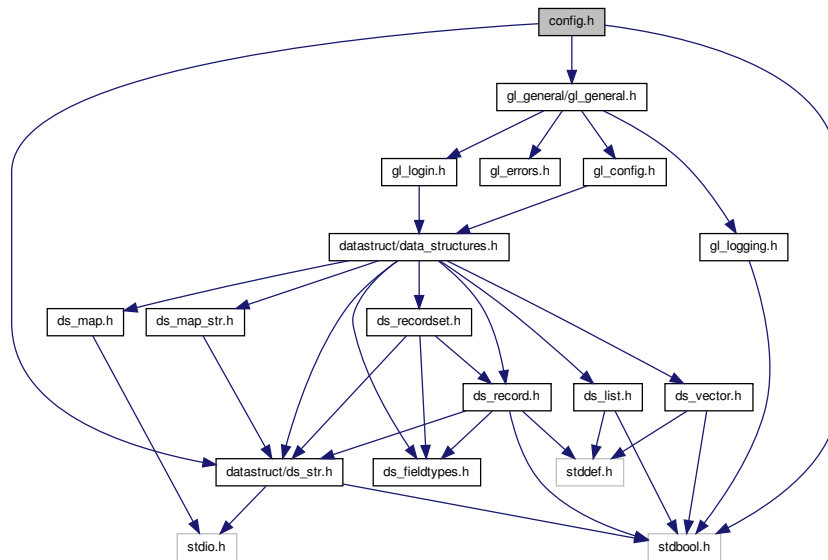 config.h
gl_general/gl_general.h
gl_login.h
gl_errors.h
gl_config.h
datastruct/data_structures.h
gl_logging.h
ds_map.h
ds_map_str.h
ds_recordset.h
ds_record.h
ds_list.h
ds_vector.h
datastruct/ds_str.h
ds_fieldtypes.h
stddef.h
stdio.h
stdbool.h